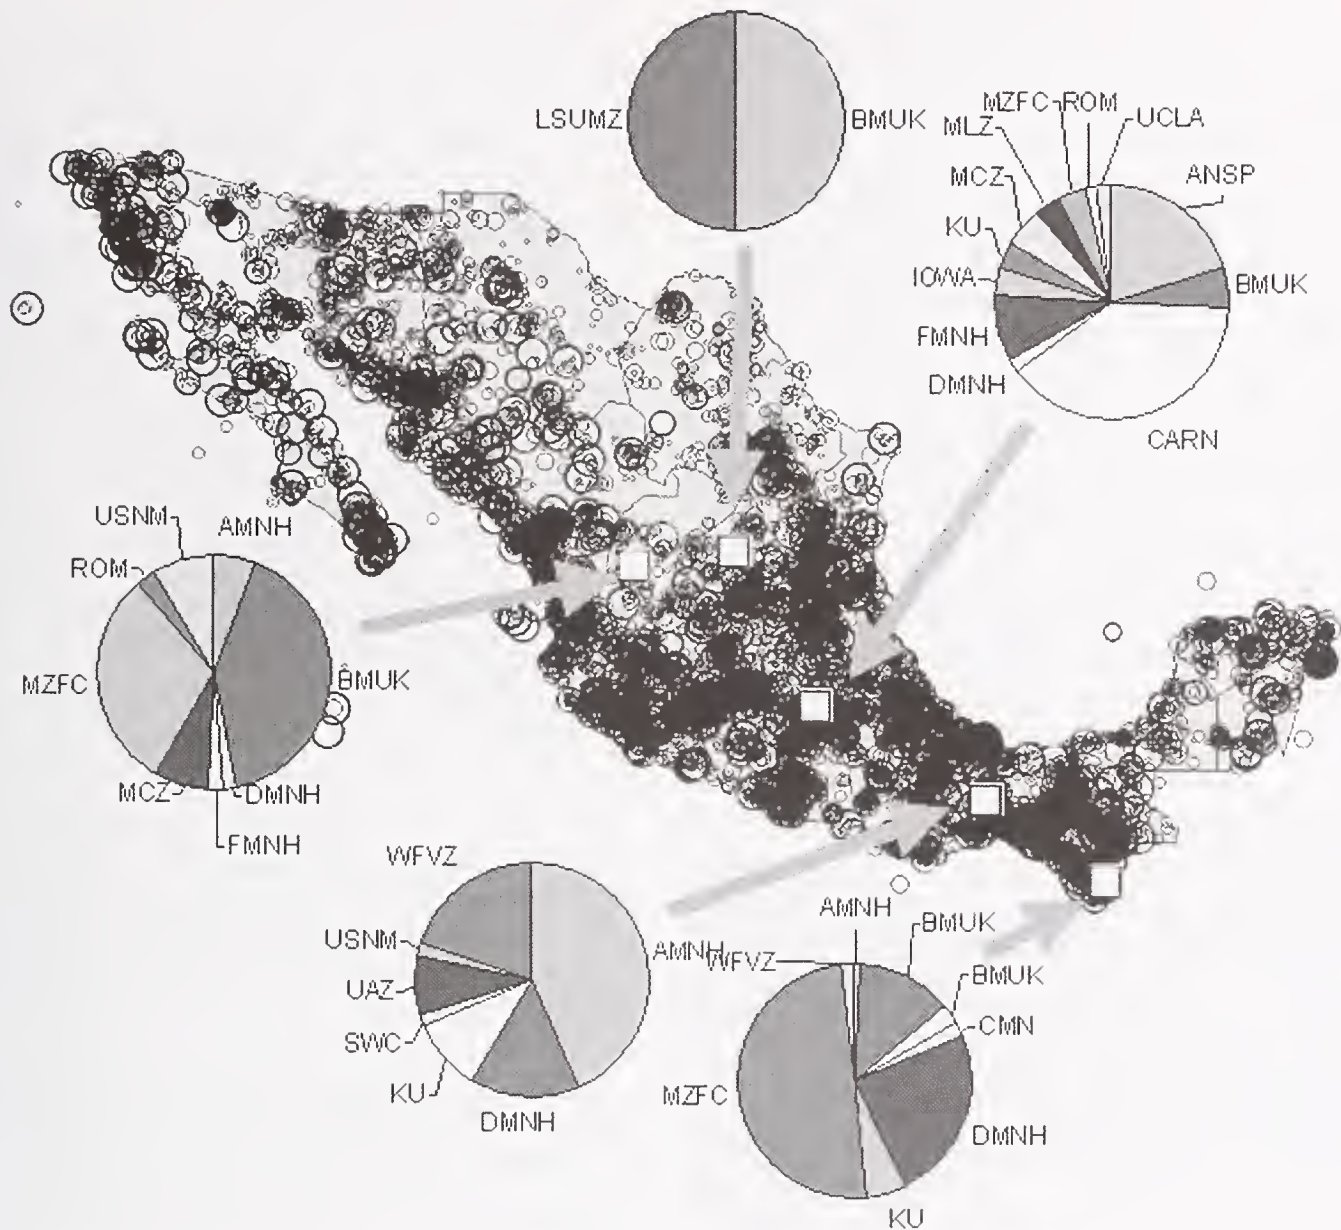 LSUMZ
BMUK
MZFC
ROM
UCLA
MLZ
MCZ
ANSP
KU
IOWA
BMUK
FMNH
DMNH
CARN
USNM
AMNH
ROM
MZFC
BMUK
MCZ
DMNH
FMNH
WFVZ
USNM
AMNH
UAZ
SWC
KU
DMNH
AMNH
BMUK
WFVZ
BMUK
CMN
MZFC
DMNH
KU